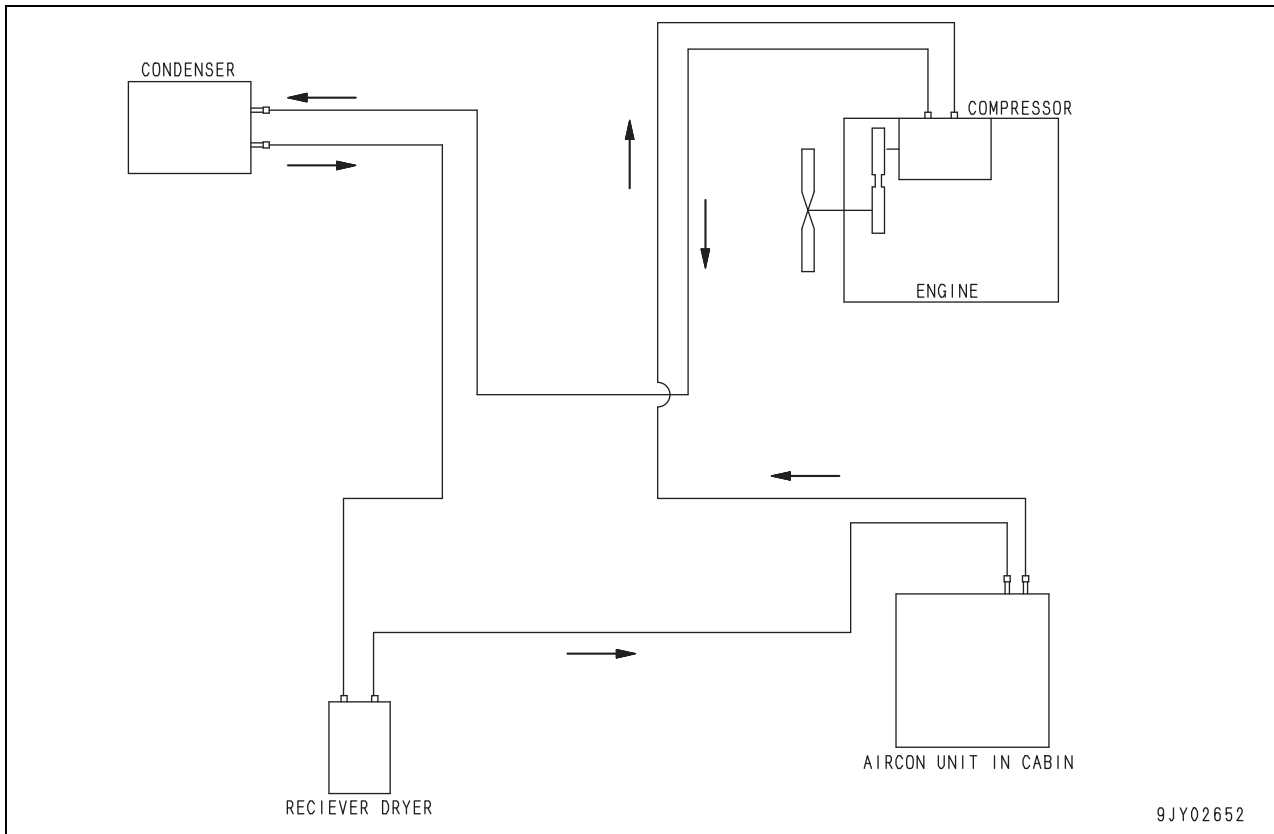 CONDENSER
COMPRESSOR
ENGINE
AIRCON UNIT IN CABIN
RECIEVER DRYER
9JY02652